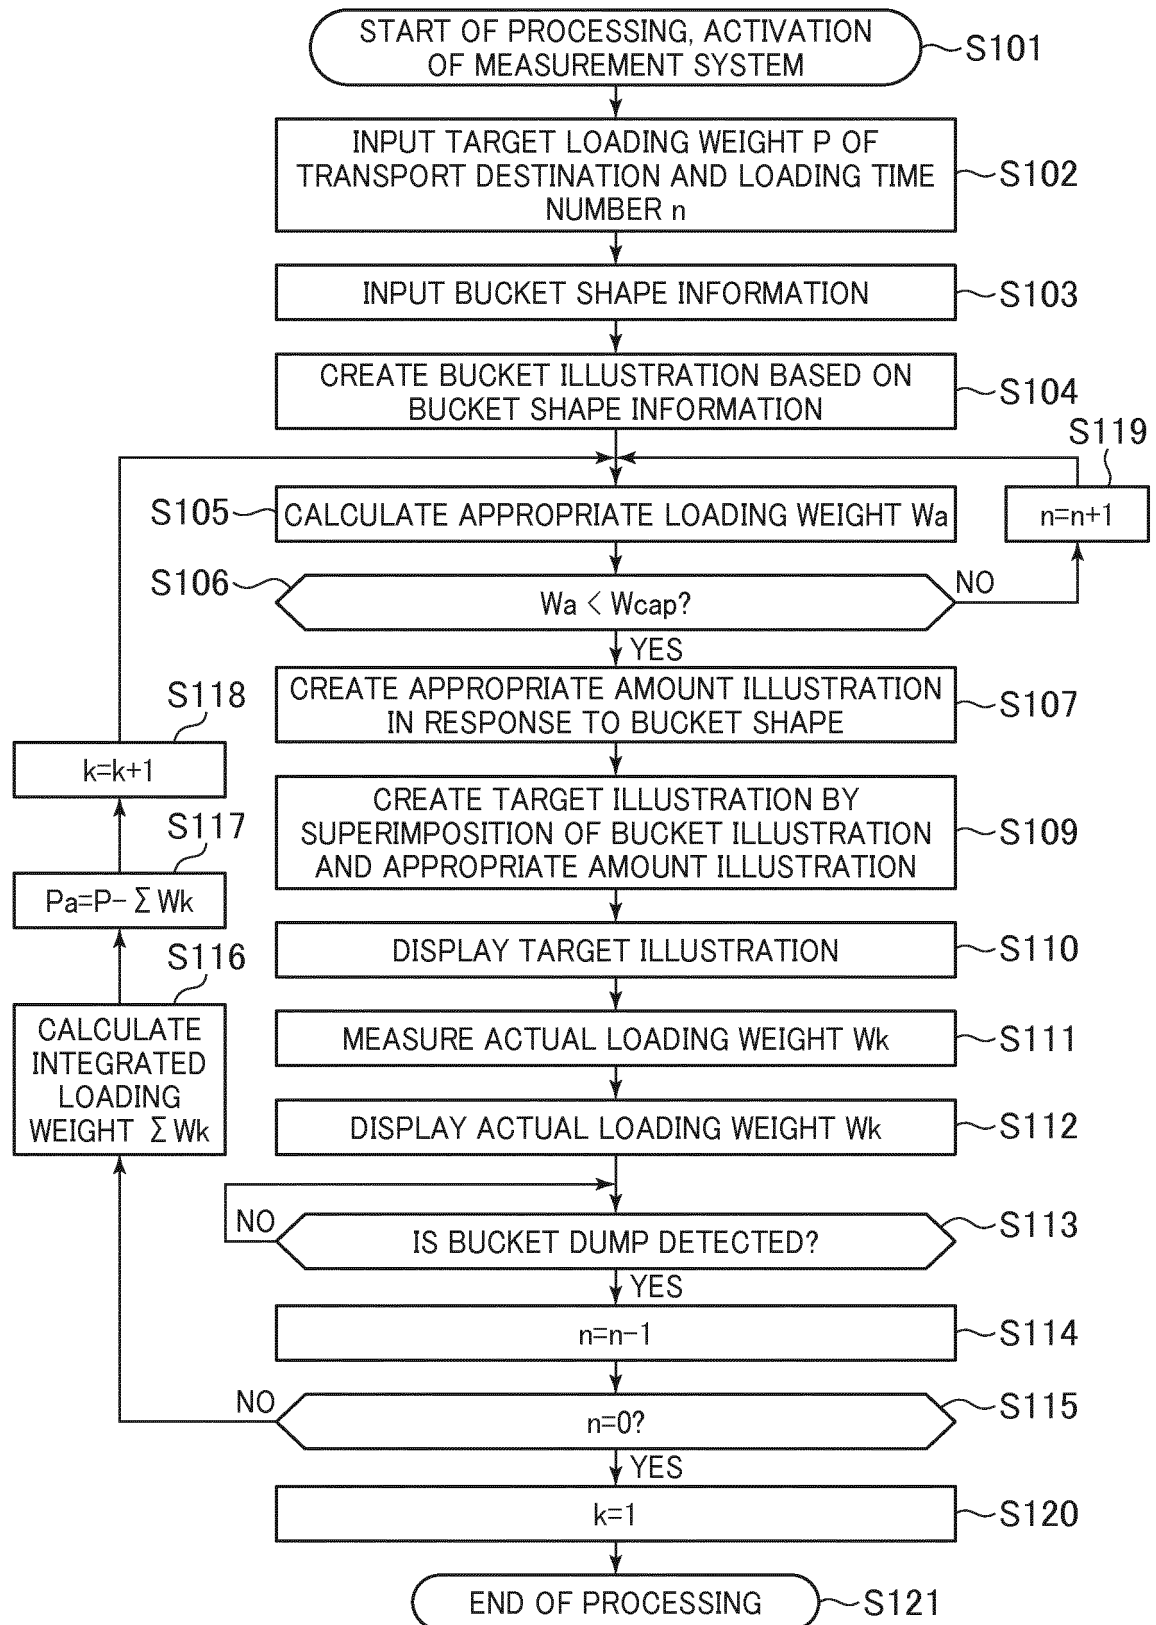 START OF PROCESSING, ACTIVATION
OF MEASUREMENT SYSTEM
S101
INPUT TARGET LOADING WEIGHT P OF
TRANSPORT DESTINATION AND LOADING TIME
NUMBER n
S102
INPUT BUCKET SHAPE INFORMATION
S103
CREATE BUCKET ILLUSTRATION BASED ON
BUCKET SHAPE INFORMATION
S104
S119
n=n+1
S105
CALCULATE APPROPRIATE LOADING WEIGHT Wa
S106
Wa < Wcap?
NO
YES
CREATE APPROPRIATE AMOUNT ILLUSTRATION
IN RESPONSE TO BUCKET SHAPE
S107
S118
k=k+1
CREATE TARGET ILLUSTRATION BY
SUPERIMPOSITION OF BUCKET ILLUSTRATION
AND APPROPRIATE AMOUNT ILLUSTRATION
S109
S117
Pa=P- Σ Wk
DISPLAY TARGET ILLUSTRATION
S110
S116
CALCULATE
INTEGRATED
LOADING
WEIGHT Σ Wk
MEASURE ACTUAL LOADING WEIGHT Wk
S111
DISPLAY ACTUAL LOADING WEIGHT Wk
S112
NO
IS BUCKET DUMP DETECTED?
S113
YES
n=n-1
S114
NO
n=0?
S115
YES
k=1
S120
END OF PROCESSING
S121